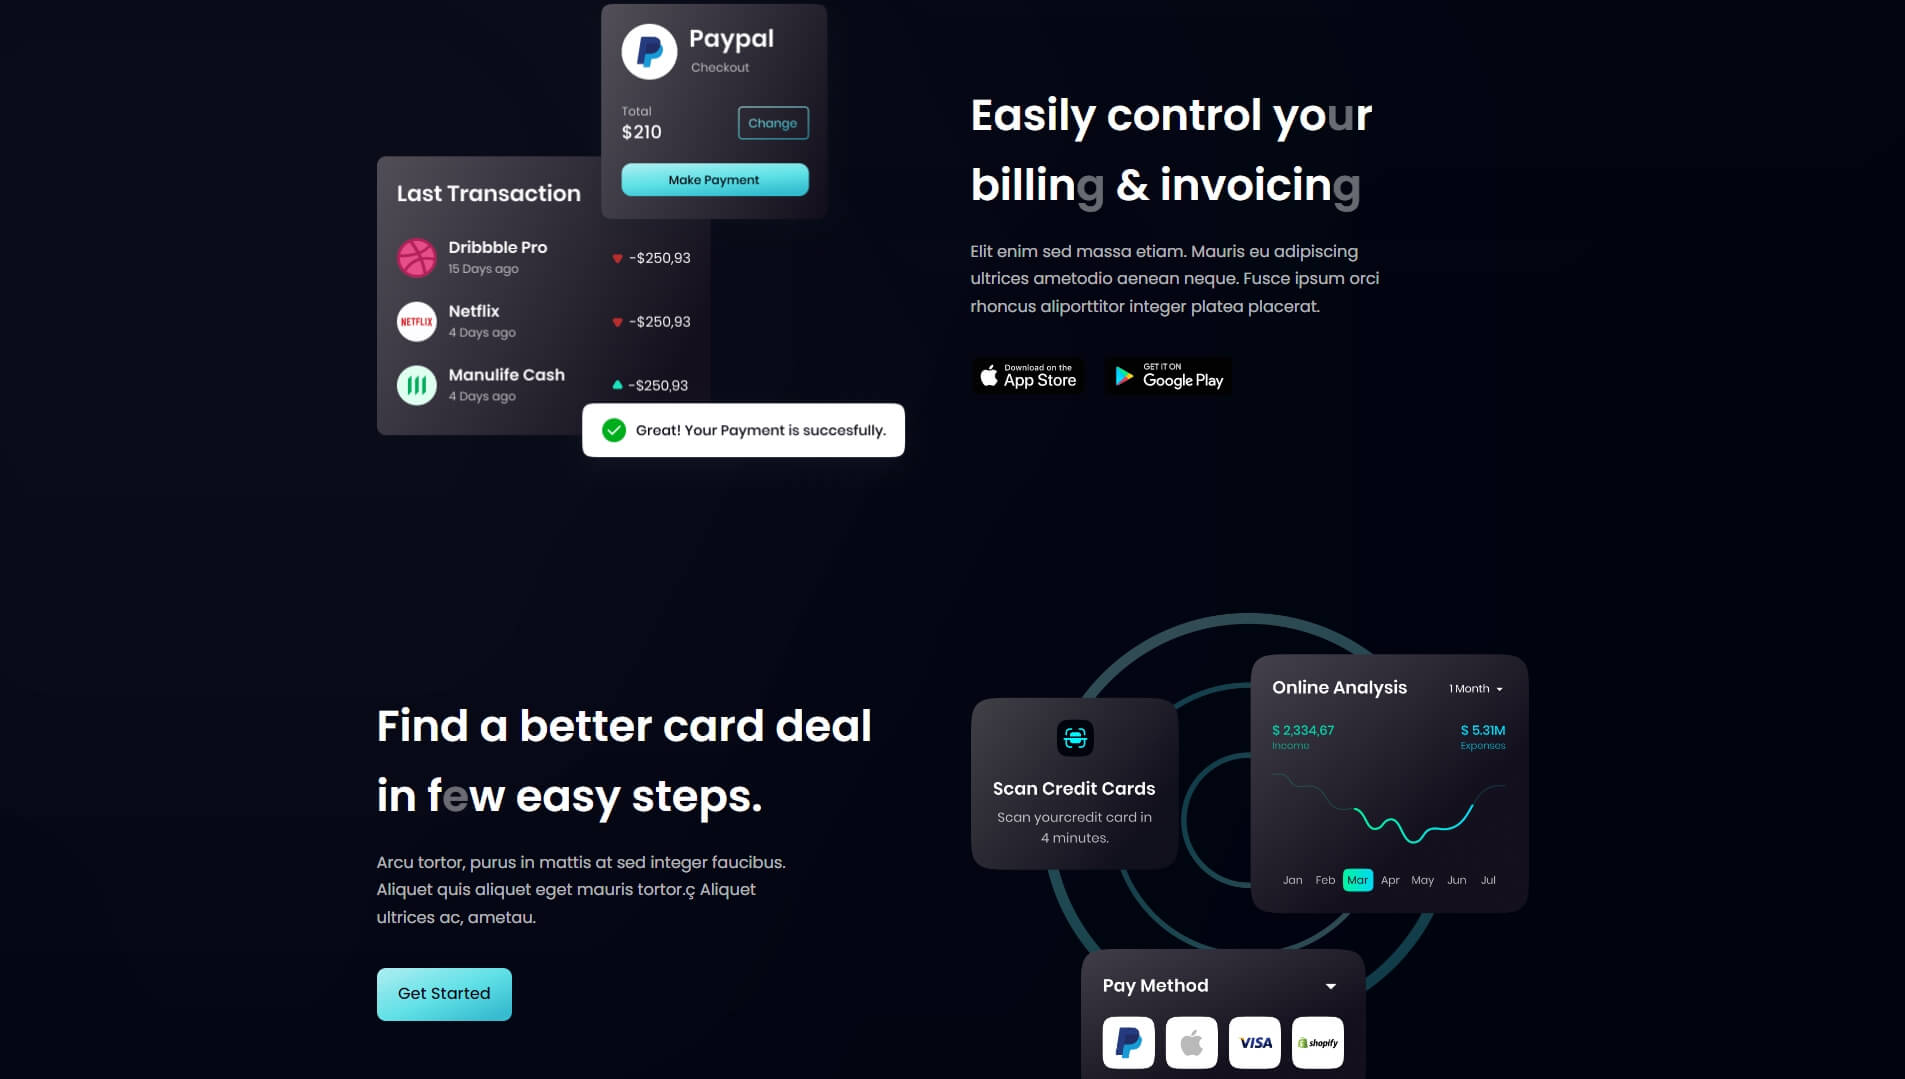 Paypal
Checkout
Total
$210
Change
Make Payment
Last Transaction
Dribbble Pro
15 Days ago
-$250,93
NETFLIX
Netflix
4 Days ago
-$250,93
Manulife Cash
4 Days ago
-$250,93
Great! Your Payment is succesfully.
Easily control your
billing & invoicing
Elit enim sed massa etiam. Mauris eu adipiscing
ultrices ametodio aenean neque. Fusce ipsum orci
rhoncus aliporttitor integer platea placerat.
Download on the
App Store
GET IT ON
Google Play
Find a better card deal
in few easy steps.
Arcu tortor, purus in mattis at sed integer faucibus.
Aliquet quis aliquet eget mauris tortor.ç Aliquet
ultrices ac, ametau.
Get Started
Scan Credit Cards
Scan yourcredit card in
4 minutes.
Online Analysis
1 Month
$ 2,334,67
Income
$ 5.31M
Expenses
Jan Feb Mar Apr May Jun Jul
Pay Method
VISA
shopify